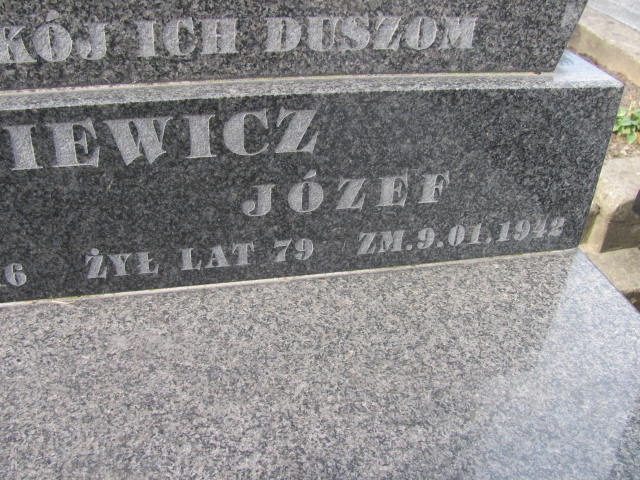 KÓJ ICH DUSZOM
IEWICZ
JÓZEF
6 ŻYŁ LAT 79 ZM.9.01.1942